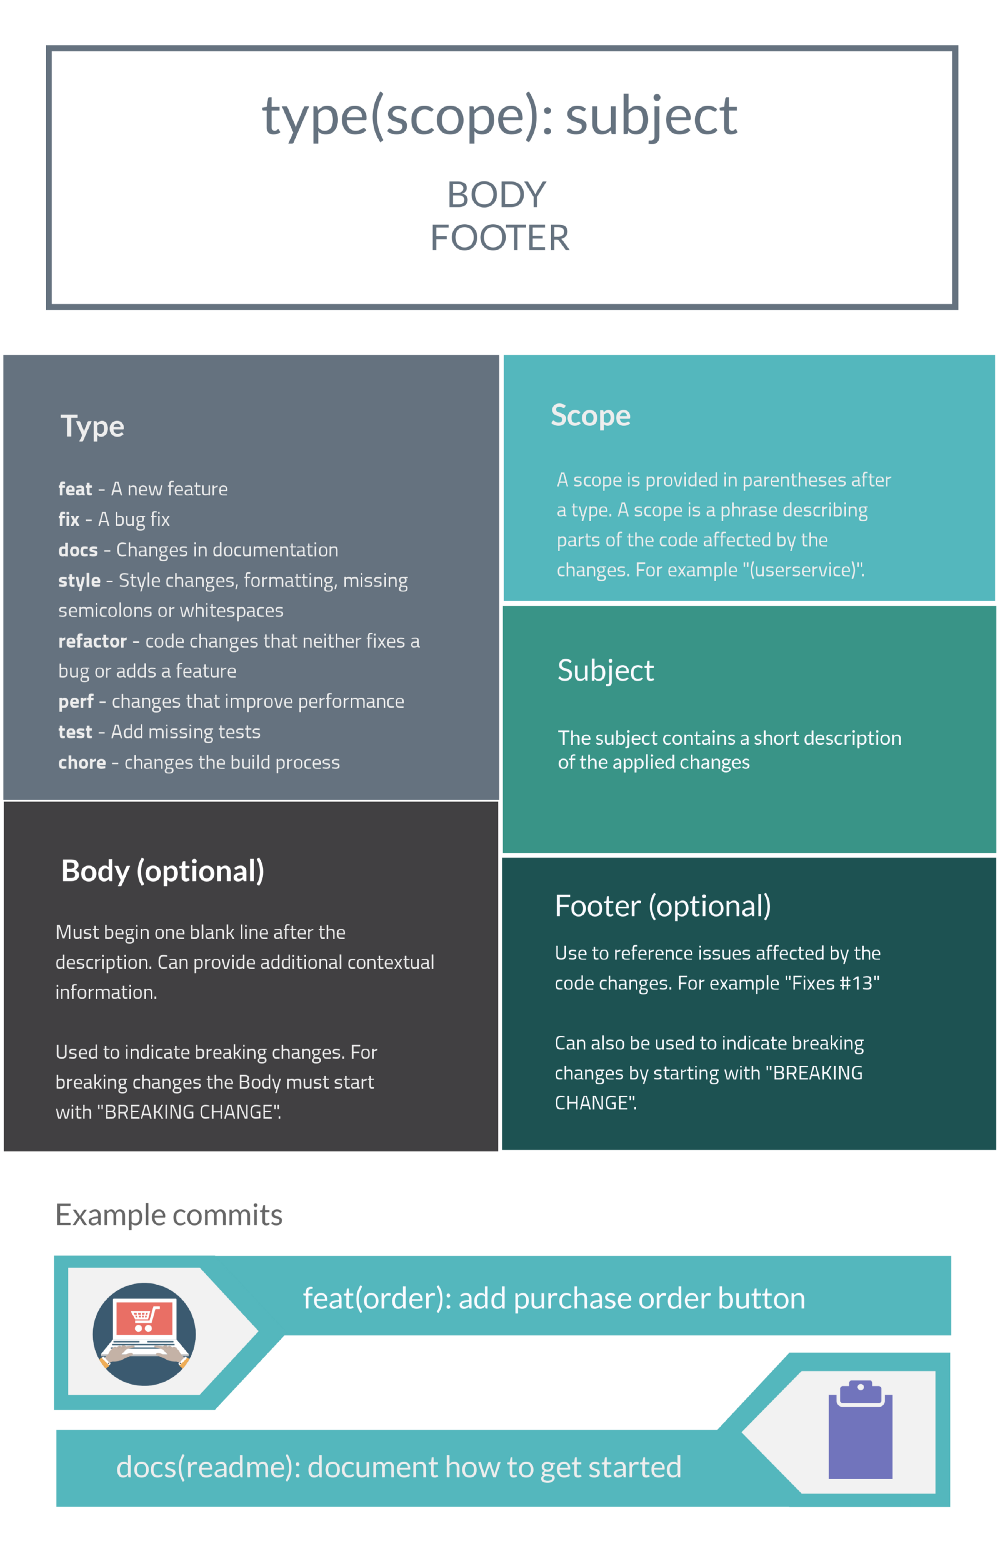 type(scope): subject
BODY
FOOTER
Type
feat - A new feature
fix - A bug fix
docs - Changes in documentation
style - Style changes, formatting, missing
semicolons or whitespaces
refactor - code changes that neither fixes a
bug or adds a feature
perf - changes that improve performance
test - Add missing tests
chore - changes the build process
Scope
A scope is provided in parentheses after
a type. A scope is a phrase describing
parts of the code affected by the
changes. For example "(userservice)".
Subject
The subject contains a short description
of the applied changes
Body (optional)
Must begin one blank line after the
description. Can provide additional contextual
information.
Used to indicate breaking changes. For
breaking changes the Body must start
with "BREAKING CHANGE".
Footer (optional)
Use to reference issues affected by the
code changes. For example "Fixes #13"
Can also be used to indicate breaking
changes by starting with "BREAKING
CHANGE".
Example commits
feat(order): add purchase order button
docs(readme): document how to get started